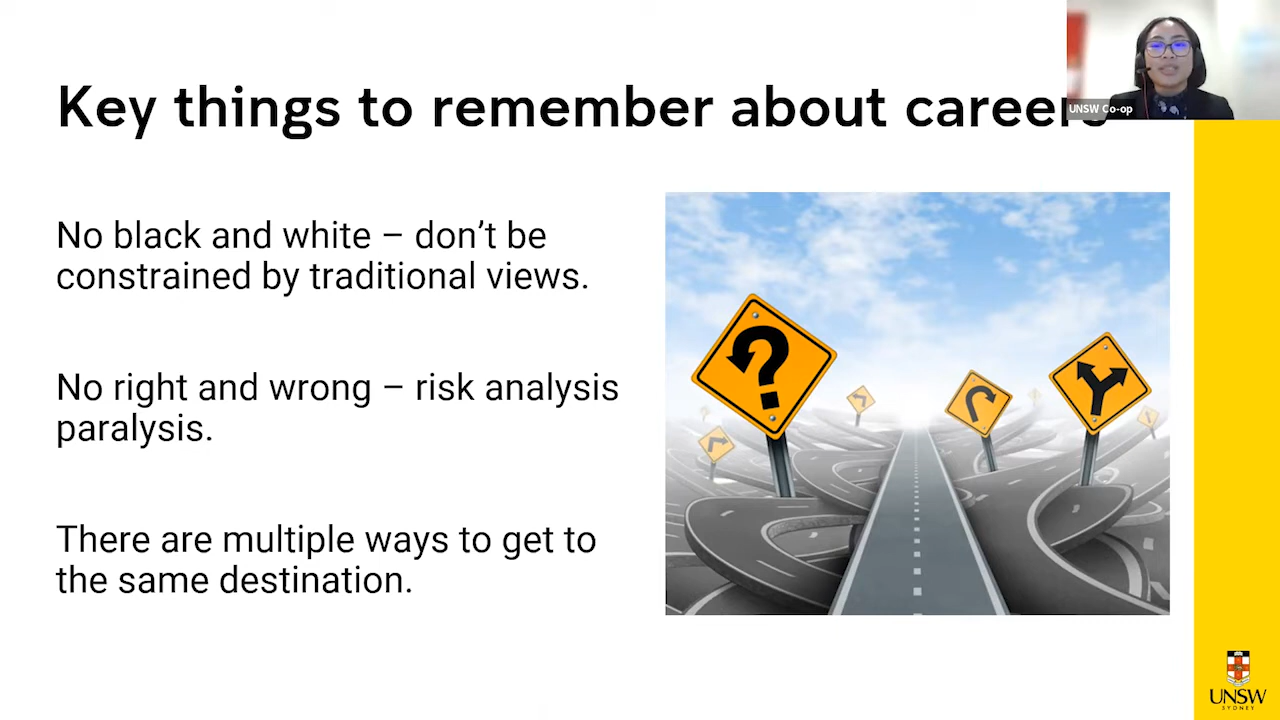 Key things to remember about careers
UNSW Co-op
No black and white – don't be
constrained by traditional views.
No right and wrong – risk analysis
paralysis.
There are multiple ways to get to
the same destination.
UNSW
SYDNEY